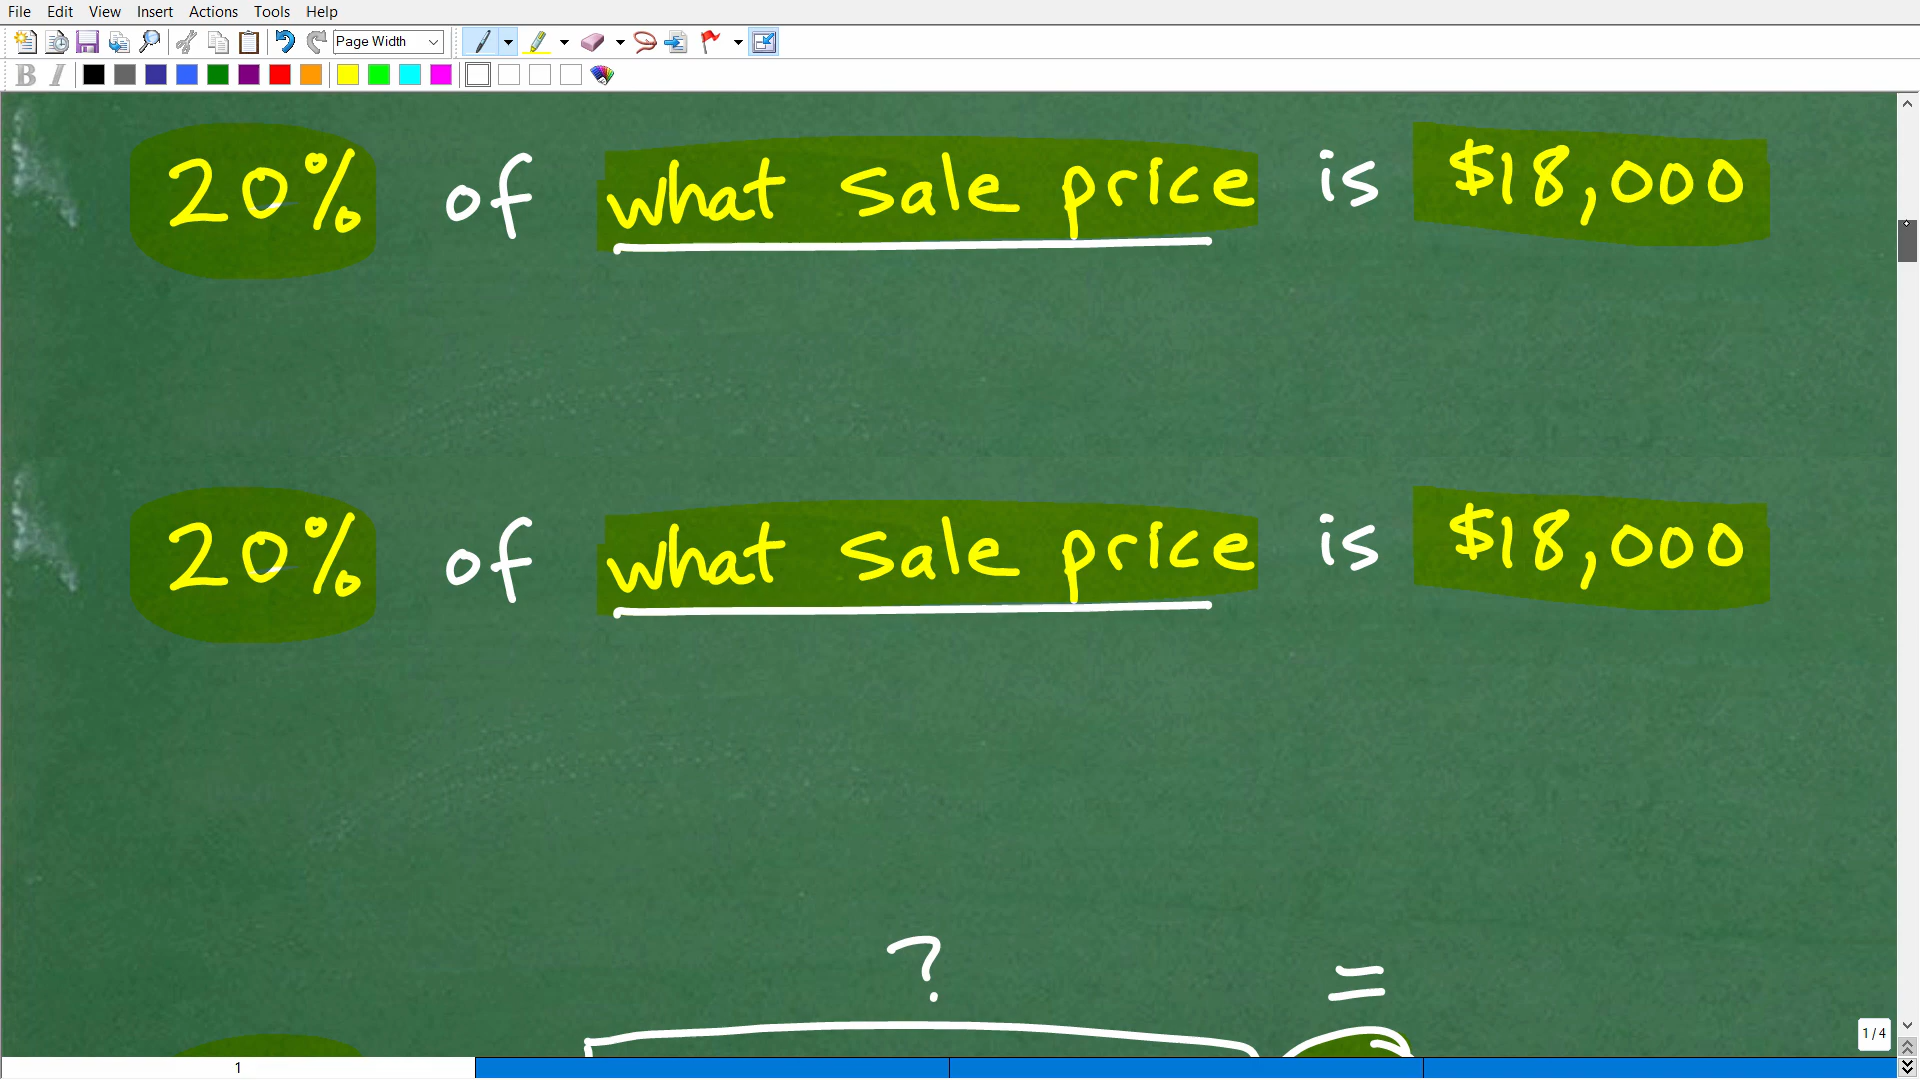 File Edit View Insert Actions Tools Help
Page Width
B I
20% of what sale price is $18,000
20% of what sale price is $18,000
? =
1 / 4
1